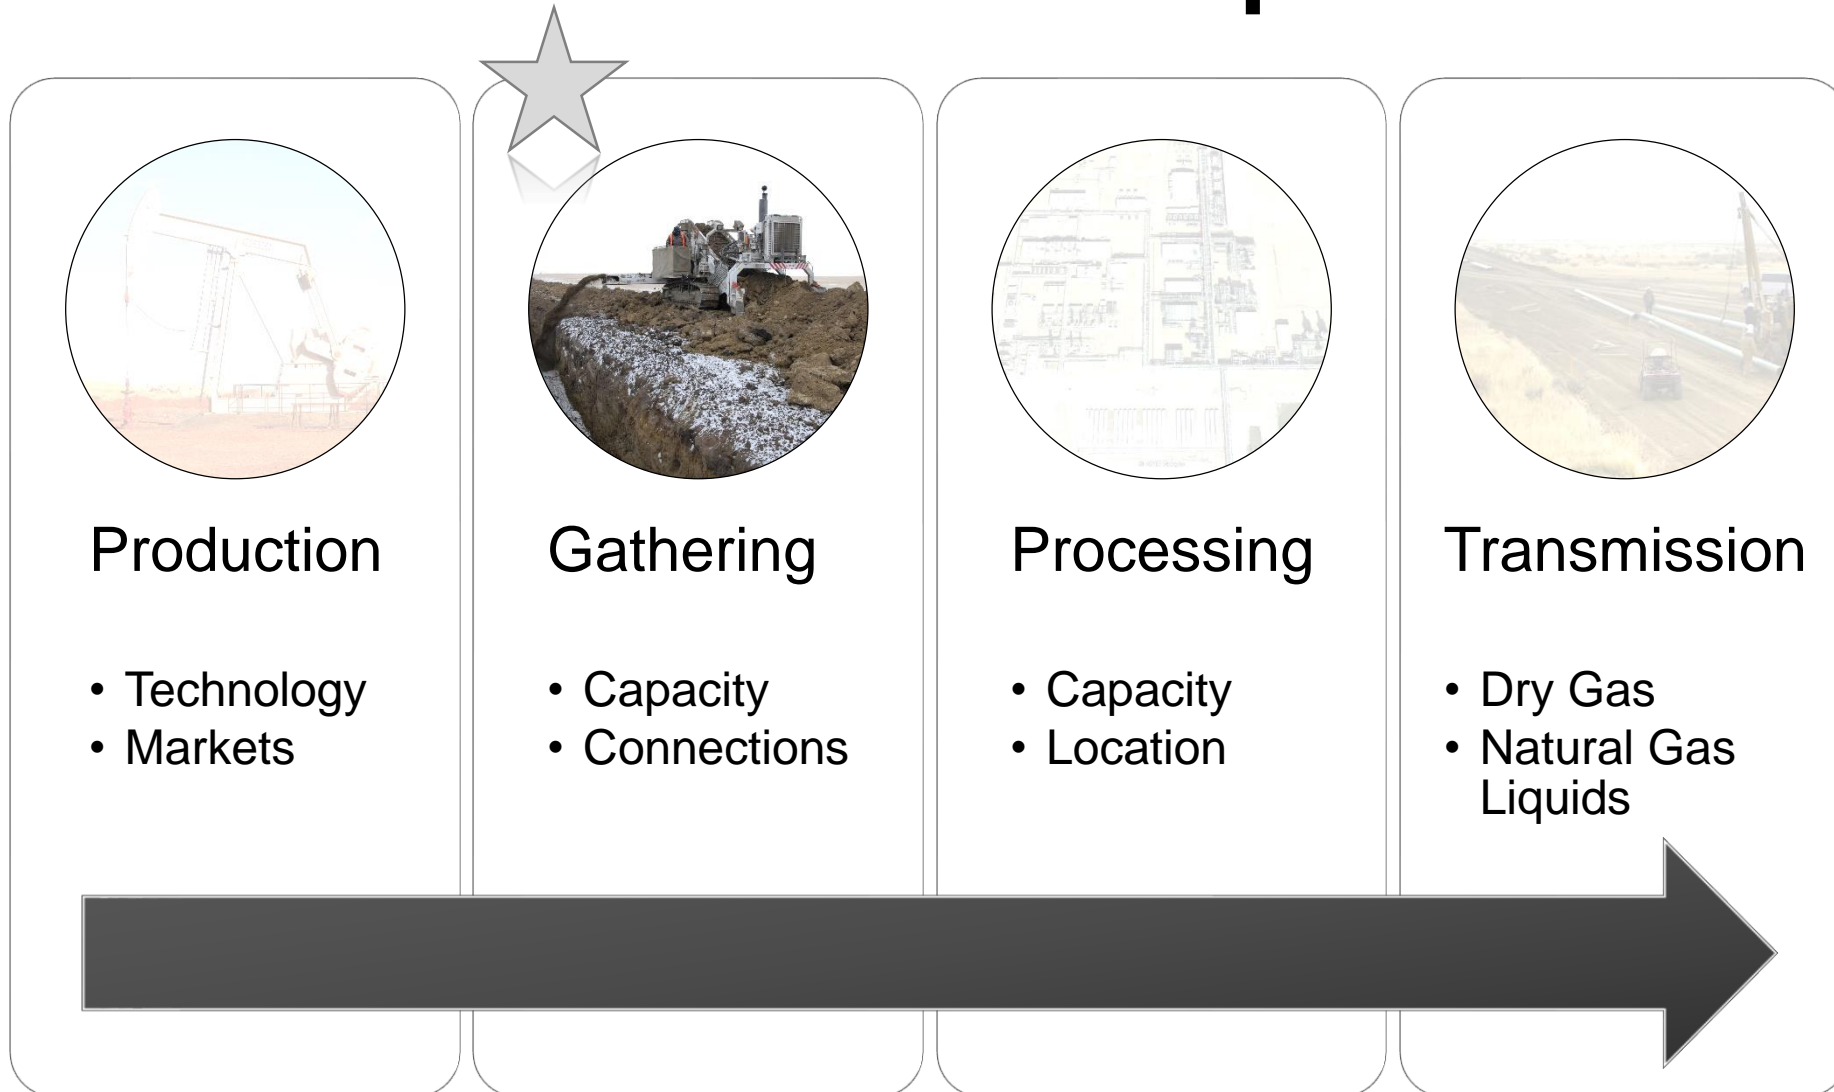 Production
• Technology
• Markets
Gathering
• Capacity
• Connections
Processing
• Capacity
• Location
Transmission
• Dry Gas
• Natural Gas
Liquids